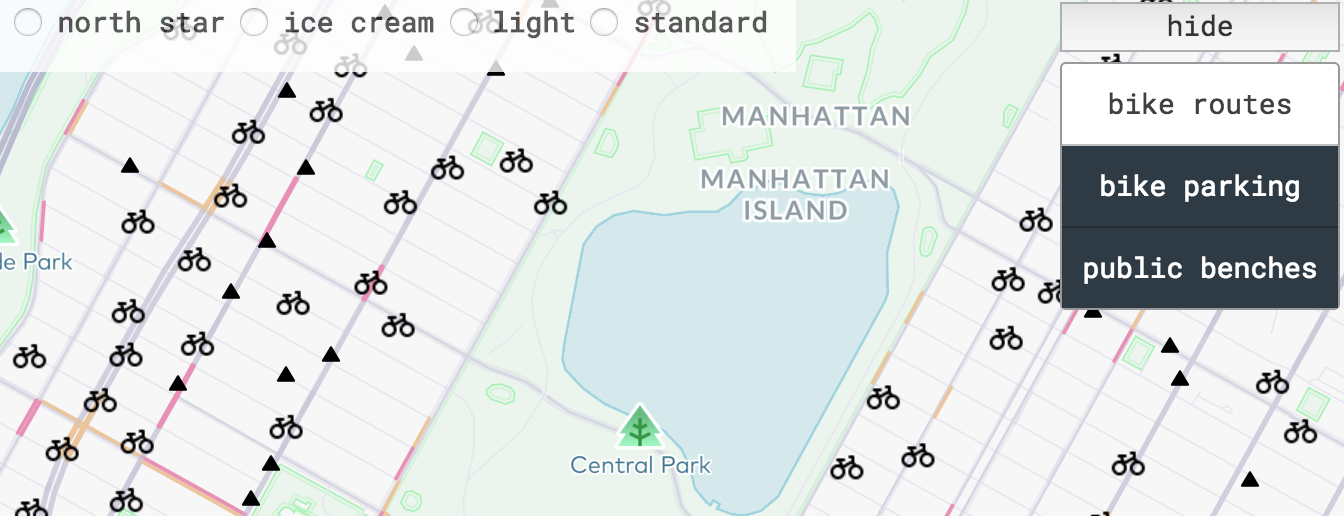 north star ice cream light standard
hide
bike routes
bike parking
public benches
MANHATTAN
MANHATTAN
ISLAND
Park
Central Park